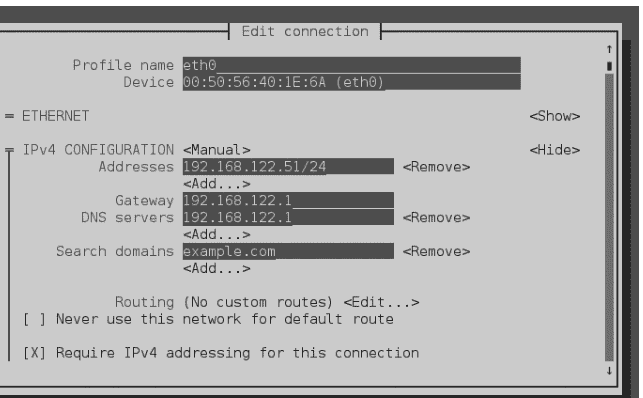 Edit connection
Profile name eth0
Device 00:50:56:40:1E:6A (eth0)
= ETHERNET <Show>
IPv4 CONFIGURATION <Manual> <Hide>
Addresses 192.168.122.51/24 <Remove>
<Add...>
Gateway 192.168.122.1
DNS servers 192.168.122.1 <Remove>
<Add...>
Search domains example.com <Remove>
<Add...>
Routing (No custom routes) <Edit...>
[ ] Never use this network for default route
[X] Require IPv4 addressing for this connection